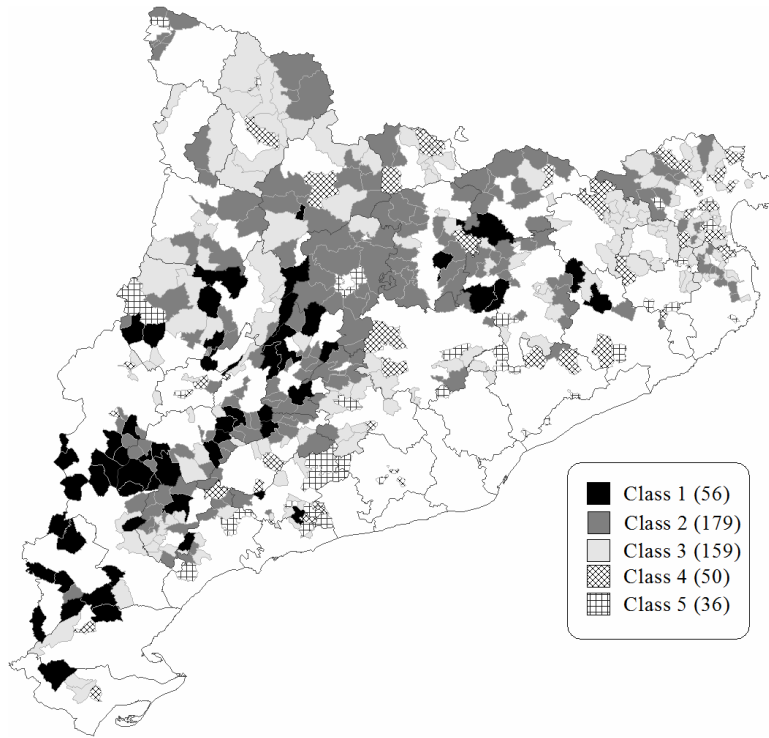 Class 1 (56)
Class 2 (179)
Class 3 (159)
Class 4 (50)
Class 5 (36)